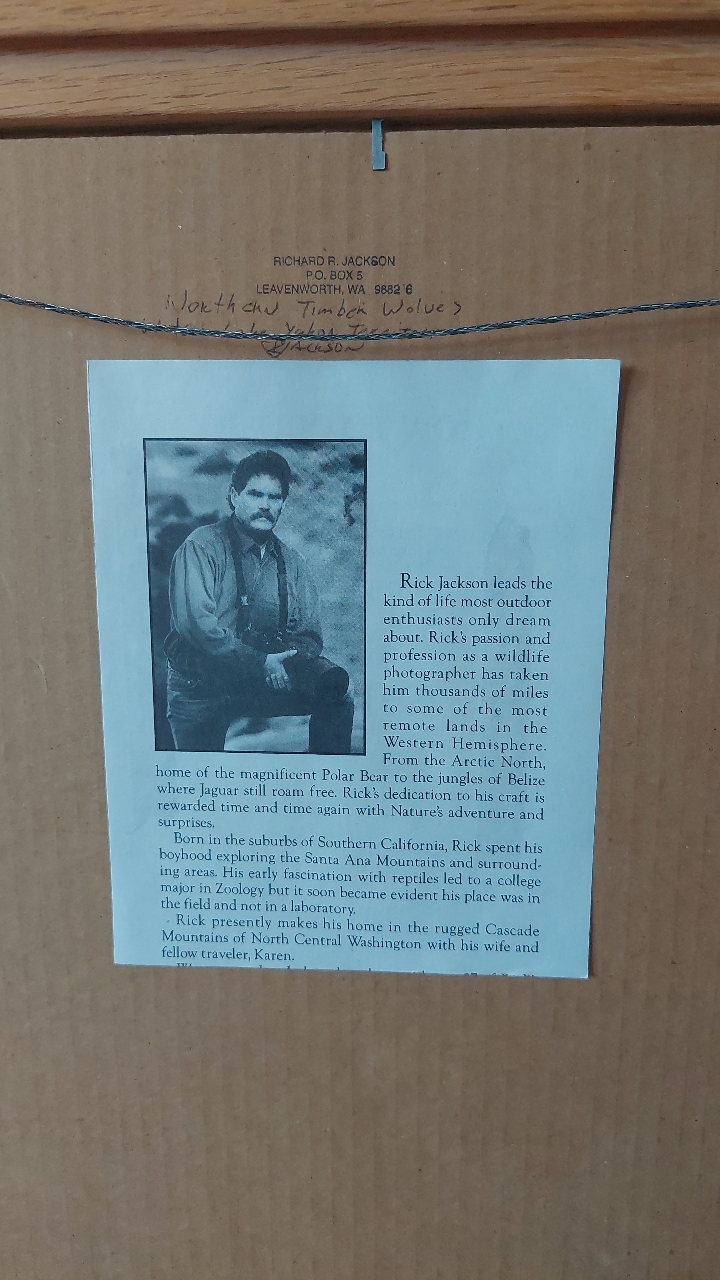 RICHARD R. JACKSON
P.O. BOX 5
LEAVENWORTH, WA 98826
Northern Timber Wolves
Yukon Territory
RJACKSON
Rick Jackson leads the
kind of life most outdoor
enthusiasts only dream
about. Rick's passion and
profession as a wildlife
photographer has taken
him thousands of miles
to some of the most
remote lands in the
Western Hemisphere.
From the Arctic North,
home of the magnificent Polar Bear to the jungles of Belize
where Jaguar still roam free. Rick's dedication to his craft is
rewarded time and time again with Nature's adventure and
surprises.
Born in the suburbs of Southern California, Rick spent his
boyhood exploring the Santa Ana Mountains and surround-
ing areas. His early fascination with reptiles led to a college
major in Zoology but it soon became evident his place was in
the field and not in a laboratory.
Rick presently makes his home in the rugged Cascade
Mountains of North Central Washington with his wife and
fellow traveler, Karen.